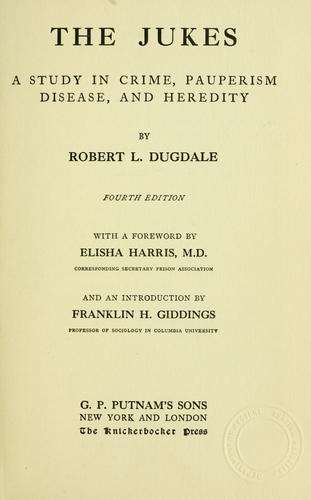 THE JUKES
A STUDY IN CRIME, PAUPERISM
DISEASE, AND HEREDITY
BY
ROBERT L. DUGDALE
FOURTH EDITION
WITH A FOREWORD BY
ELISHA HARRIS, M.D.
CORRESPONDING SECRETARY PRISON ASSOCIATION
AND AN INTRODUCTION BY
FRANKLIN H. GIDDINGS
PROFESSOR OF SOCIOLOGY IN COLUMBIA UNIVERSITY
G. P. PUTNAM'S SONS
NEW YORK AND LONDON
The Knickerbocker Press